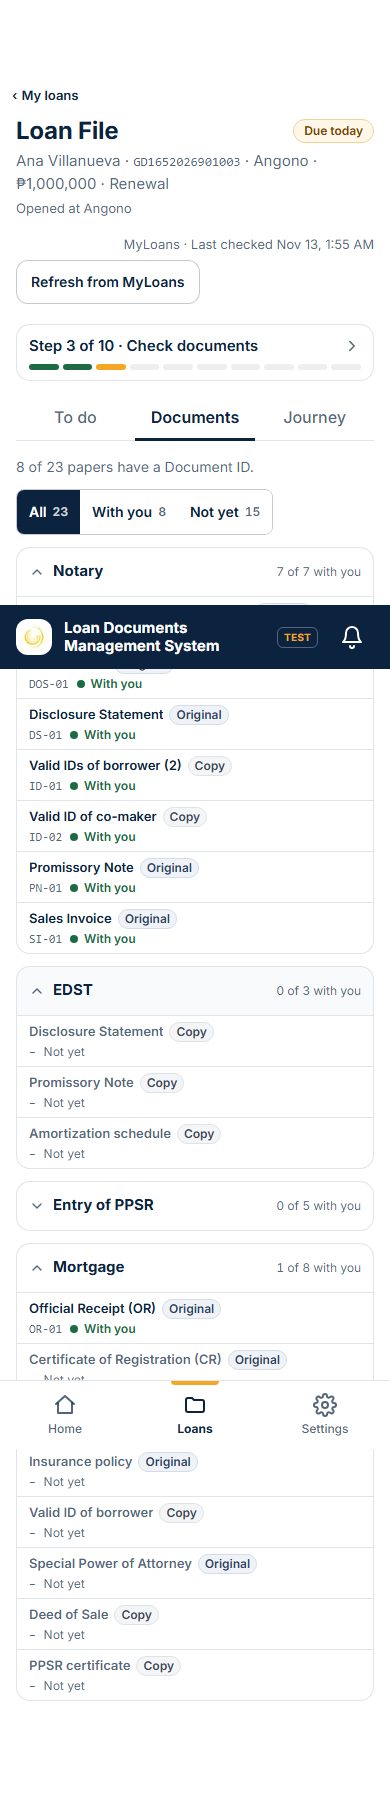 ‹ My loans
Loan File
Due today
Ana Villanueva · GD1652026901003 · Angono ·
₱1,000,000 · Renewal
Opened at Angono
MyLoans · Last checked Nov 13, 1:55 AM
Refresh from MyLoans
Step 3 of 10 · Check documents
To do Documents Journey
8 of 23 papers have a Document ID.
All 23 With you 8 Not yet 15
Notary 7 of 7 with you
Loan Documents
Management System
TEST
DOS-01 With you
Disclosure Statement Original
DS-01 With you
Valid IDs of borrower (2) Copy
ID-01 With you
Valid ID of co-maker Copy
ID-02 With you
Promissory Note Original
PN-01 With you
Sales Invoice Original
SI-01 With you
EDST 0 of 3 with you
Disclosure Statement Copy
– Not yet
Promissory Note Copy
– Not yet
Amortization schedule Copy
– Not yet
Entry of PPSR 0 of 5 with you
Mortgage 1 of 8 with you
Official Receipt (OR) Original
OR-01 With you
Certificate of Registration (CR) Original
Home Loans Settings
Insurance policy Original
– Not yet
Valid ID of borrower Copy
– Not yet
Special Power of Attorney Original
– Not yet
Deed of Sale Copy
– Not yet
PPSR certificate Copy
– Not yet